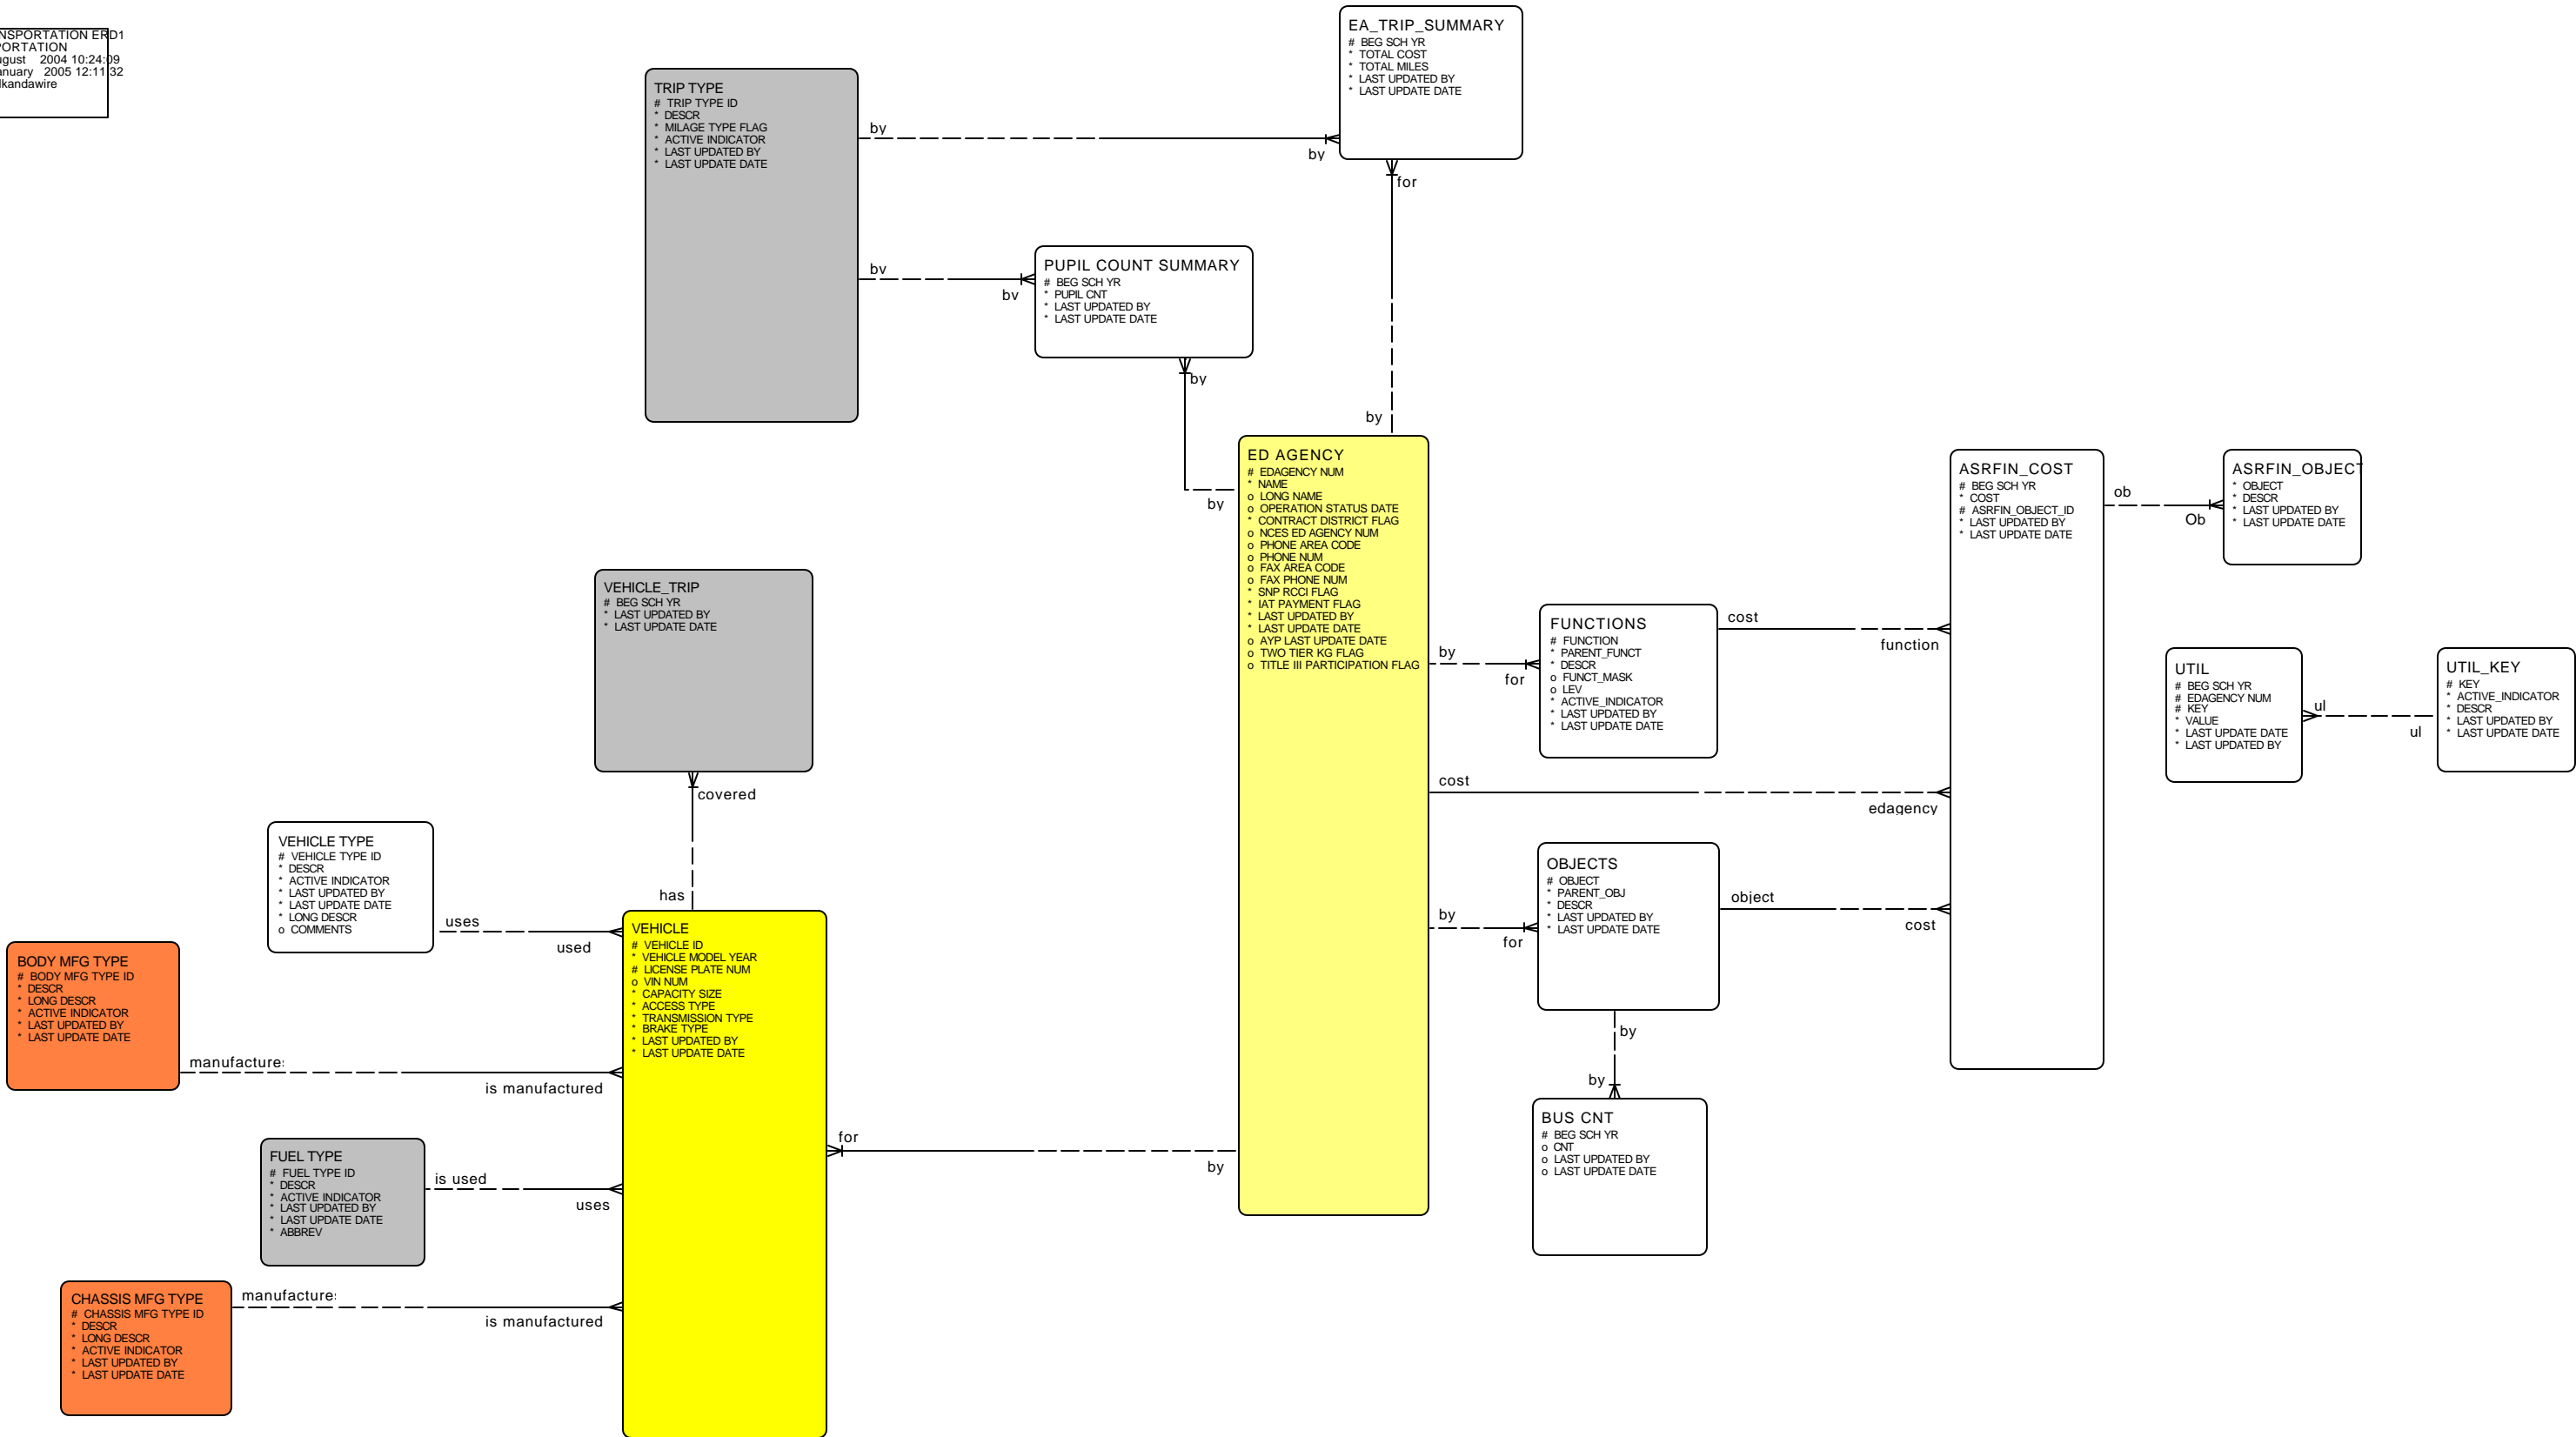 NSPORTATION ERD1
PORTATION
ugust 2004 10:24:09
anuary 2005 12:11:32
lkandawire
EA_TRIP_SUMMARY
# BEG SCH YR
* TOTAL COST
* TOTAL MILES
* LAST UPDATED BY
* LAST UPDATE DATE
TRIP TYPE
# TRIP TYPE ID
* DESCR
* MILAGE TYPE FLAG
* ACTIVE INDICATOR
* LAST UPDATED BY
* LAST UPDATE DATE
by
by
for
by
by
by
PUPIL COUNT SUMMARY
# BEG SCH YR
* PUPIL CNT
* LAST UPDATED BY
* LAST UPDATE DATE
by
by
ED AGENCY
# EDAGENCY NUM
* NAME
o LONG NAME
o OPERATION STATUS DATE
* CONTRACT DISTRICT FLAG
o NCES ED AGENCY NUM
o PHONE AREA CODE
o PHONE NUM
o FAX AREA CODE
o FAX PHONE NUM
* SNP RCCI FLAG
* IAT PAYMENT FLAG
* LAST UPDATED BY
* LAST UPDATE DATE
o AYP LAST UPDATE DATE
o TWO TIER KG FLAG
o TITLE III PARTICIPATION FLAG
ASRFIN_COST
# BEG SCH YR
* COST
# ASRFIN_OBJECT_ID
* LAST UPDATED BY
* LAST UPDATE DATE
ob
Ob
ASRFIN_OBJECT
* OBJECT
* DESCR
* LAST UPDATED BY
* LAST UPDATE DATE
VEHICLE_TRIP
# BEG SCH YR
* LAST UPDATED BY
* LAST UPDATE DATE
covered
has
by
for
FUNCTIONS
# FUNCTION
* PARENT_FUNCT
* DESCR
o FUNCT_MASK
o LEV
* ACTIVE_INDICATOR
* LAST UPDATED BY
* LAST UPDATE DATE
cost
function
UTIL
# BEG SCH YR
# EDAGENCY NUM
# KEY
* VALUE
* LAST UPDATE DATE
* LAST UPDATED BY
ul
ul
UTIL_KEY
# KEY
* ACTIVE_INDICATOR
* DESCR
* LAST UPDATED BY
* LAST UPDATE DATE
cost
edagency
VEHICLE TYPE
# VEHICLE TYPE ID
* DESCR
* ACTIVE INDICATOR
* LAST UPDATED BY
* LAST UPDATE DATE
* LONG DESCR
o COMMENTS
uses
used
by
for
OBJECTS
# OBJECT
* PARENT_OBJ
* DESCR
* LAST UPDATED BY
* LAST UPDATE DATE
object
cost
BODY MFG TYPE
# BODY MFG TYPE ID
* DESCR
* LONG DESCR
* ACTIVE INDICATOR
* LAST UPDATED BY
* LAST UPDATE DATE
manufacture
is manufactured
VEHICLE
# VEHICLE ID
* VEHICLE MODEL YEAR
# LICENSE PLATE NUM
o VIN NUM
* CAPACITY SIZE
* ACCESS TYPE
* TRANSMISSION TYPE
* BRAKE TYPE
* LAST UPDATED BY
* LAST UPDATE DATE
by
by
BUS CNT
# BEG SCH YR
o CNT
o LAST UPDATED BY
o LAST UPDATE DATE
for
by
FUEL TYPE
# FUEL TYPE ID
* DESCR
* ACTIVE INDICATOR
* LAST UPDATED BY
* LAST UPDATE DATE
* ABBREV
is used
uses
CHASSIS MFG TYPE
# CHASSIS MFG TYPE ID
* DESCR
* LONG DESCR
* ACTIVE INDICATOR
* LAST UPDATED BY
* LAST UPDATE DATE
manufacture
is manufactured